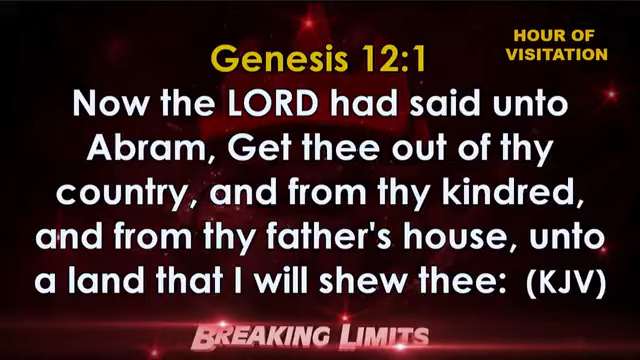 HOUR OF
VISITATION
Genesis 12:1
Now the LORD had said unto
Abram, Get thee out of thy
country, and from thy kindred,
and from thy father's house, unto
a land that I will shew thee: (KJV)
BREAKING LIMITS